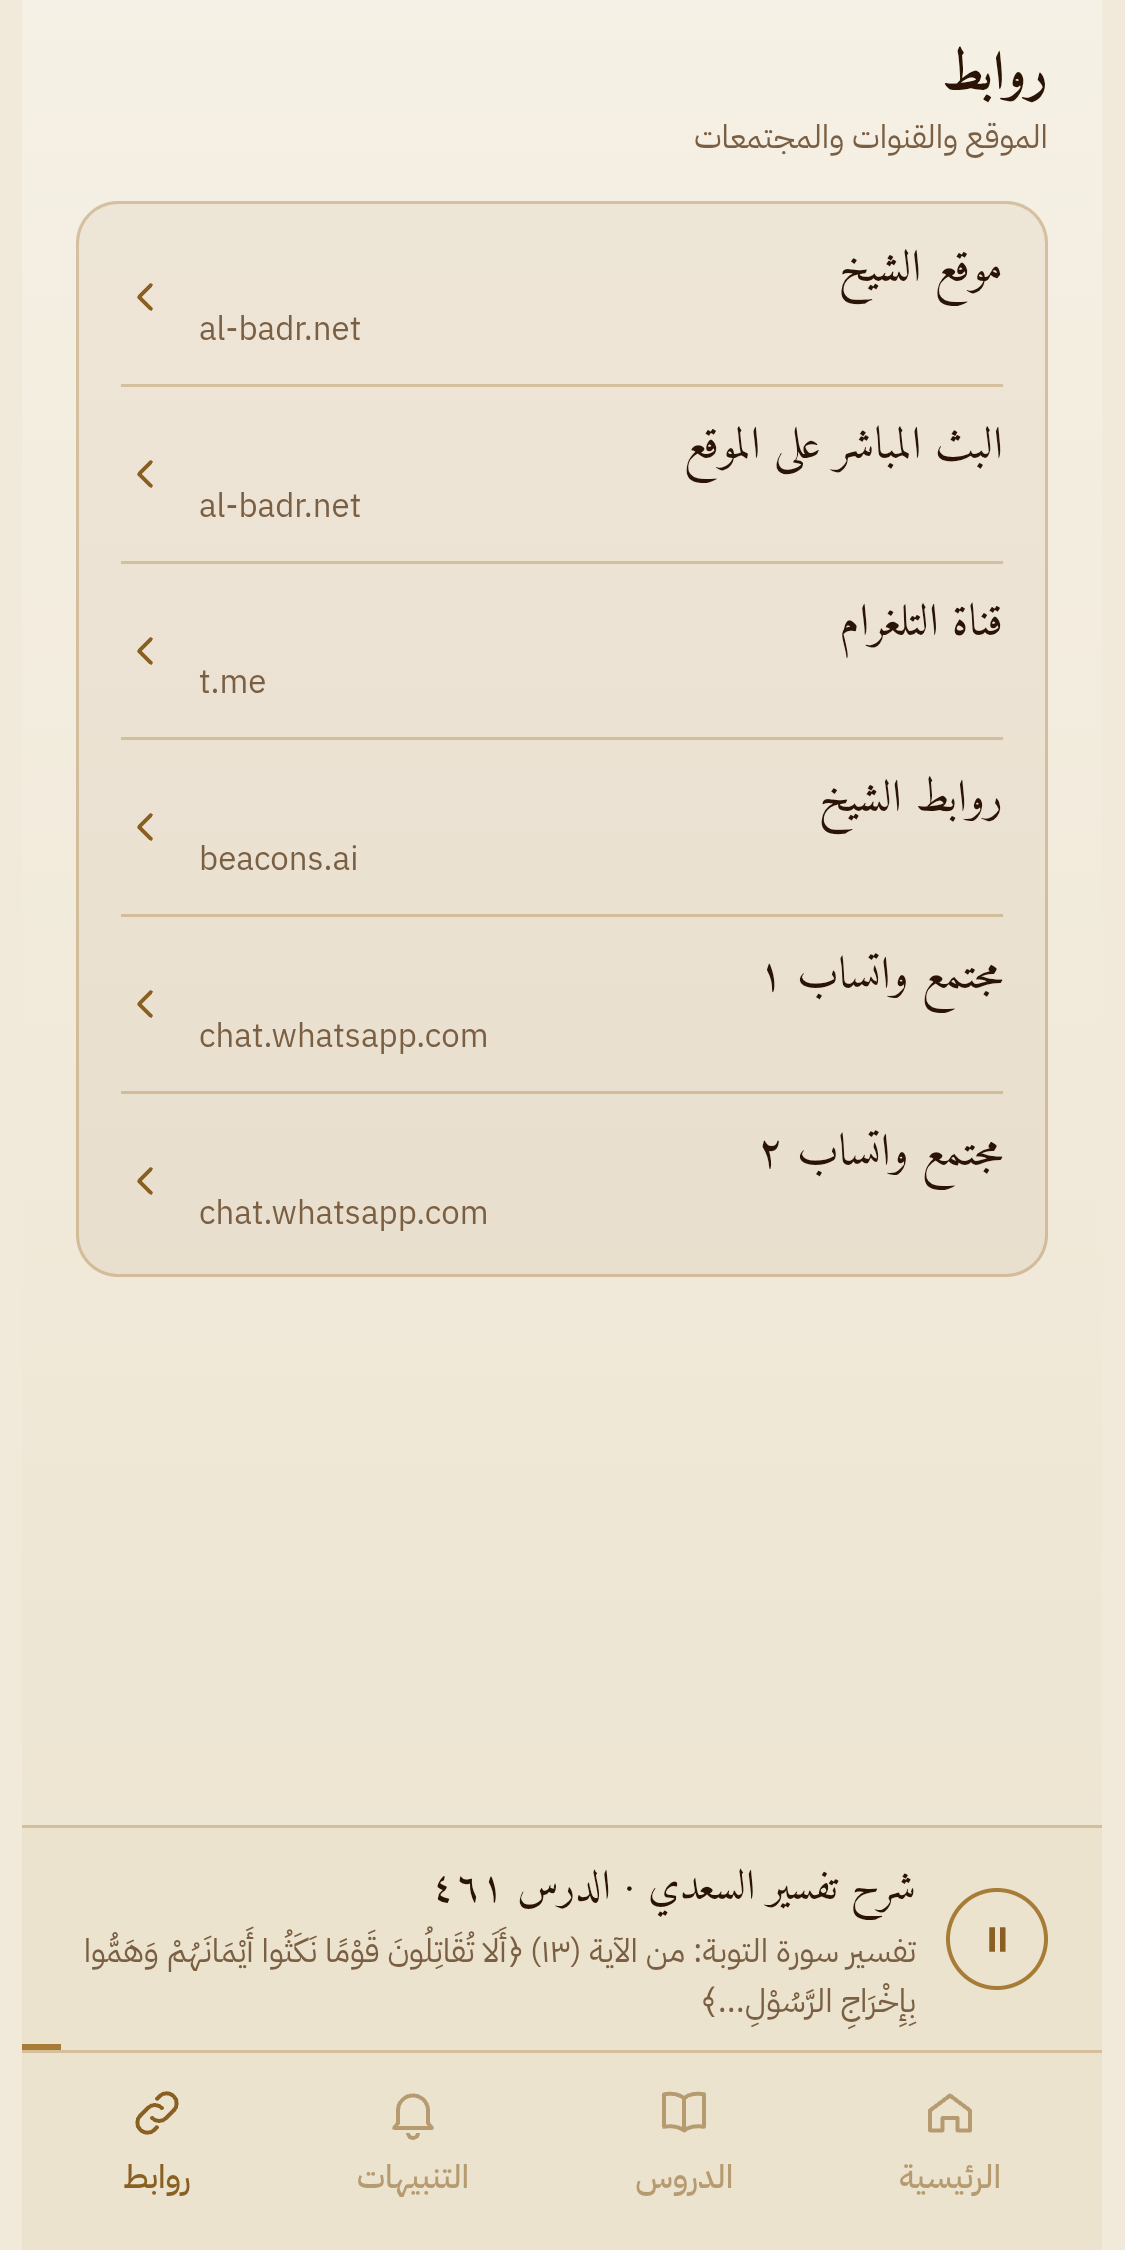 روابط
الموقع والقنوات والمجتمعات
موقع الشيخ
al-badr.net
البث المباشر على الموقع
al-badr.net
قناة التلغرام
t.me
روابط الشيخ
beacons.ai
مجتمع واتساب ١
chat.whatsapp.com
مجتمع واتساب ٢
chat.whatsapp.com
شرح تفسير السعدي · الدرس ٤٦١
تفسير سورة التوبة: من الآية (١٣) ﴿أَلَا تُقَاتِلُونَ قَوْمًا نَكَثُوا أَيْمَانَهُمْ وَهَمُّوا
بِإِخْرَاجِ الرَّسُوْلِ...﴾
الرئيسية
الدروس
التنبيهات
روابط